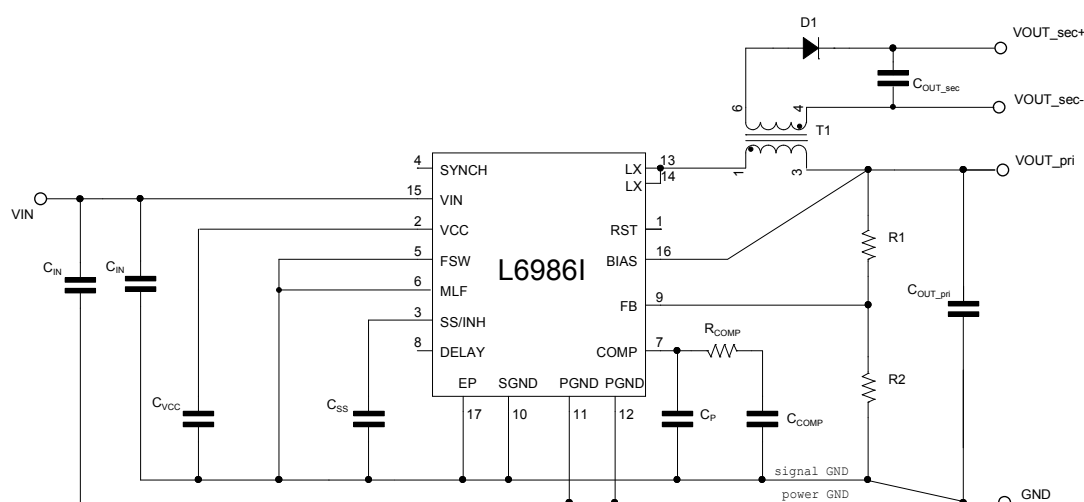 D1
VOUT_sec+
COUT_sec
VOUT_sec-
6
4
T1
1
3
VOUT_pri
4
SYNCH
LX
13
LX
14
15
VIN
VIN
2
VCC
RST
1
CIN
CIN
5
FSW
L6986I
BIAS
16
R1
6
MLF
FB
9
COUT_pri
3
SS/INH
RCOMP
8
DELAY
COMP
7
R2
EP
SGND
PGND
PGND
CVCC
CSS
17
10
11
12
CP
CCOMP
signal GND
power GND
GND